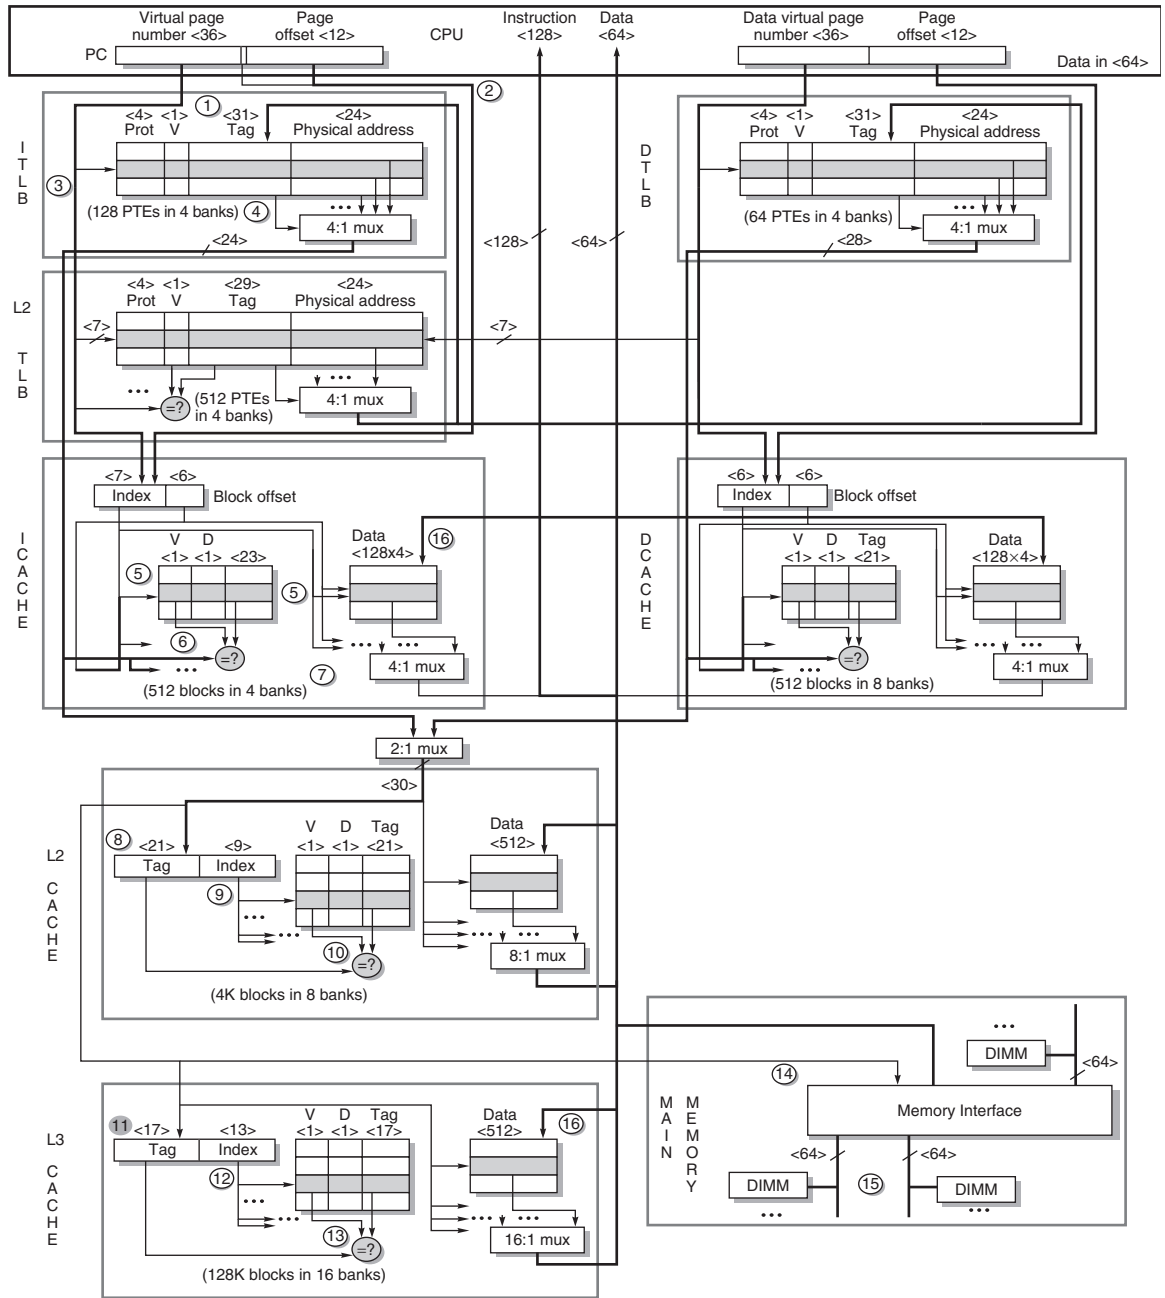 Virtual page number <36>
Page offset <12>
PC
CPU
Instruction <128>
Data <64>
Data virtual page number <36>
Page offset <12>
Data in <64>
1
2
I
T
L
B
<4> Prot
<1> V
<31> Tag
<24> Physical address
3
(128 PTEs in 4 banks)
4
...
4:1 mux
<24>
<128>
<64>
D
T
L
B
<4> Prot
<1> V
<31> Tag
<24> Physical address
(64 PTEs in 4 banks)
...
4:1 mux
<28>
L2
T
L
B
<4> Prot
<1> V
<29> Tag
<24> Physical address
<7>
<7>
...
=?
(512 PTEs in 4 banks)
...
4:1 mux
I
C
A
C
H
E
<7>
<6>
Index
Block offset
V <1>
D <1>
<23>
Data <128x4>
16
5
5
6
=?
...
7
...
...
4:1 mux
(512 blocks in 4 banks)
D
C
A
C
H
E
<6>
<6>
Index
Block offset
V <1>
D <1>
Tag <21>
Data <128×4>
=?
...
...
...
4:1 mux
(512 blocks in 8 banks)
2:1 mux
<30>
L2
C
A
C
H
E
8
<21>
<9>
Tag
Index
V <1>
D <1>
Tag <21>
Data <512>
9
...
...
10
=?
...
...
8:1 mux
(4K blocks in 8 banks)
L3
C
A
C
H
E
11
<17>
<13>
Tag
Index
V <1>
D <1>
Tag <17>
Data <512>
16
12
...
...
13
=?
...
...
16:1 mux
(128K blocks in 16 banks)
M
A
I
N
M
E
M
O
R
Y
14
...
DIMM
<64>
Memory Interface
<64>
<64>
DIMM
...
15
DIMM
...